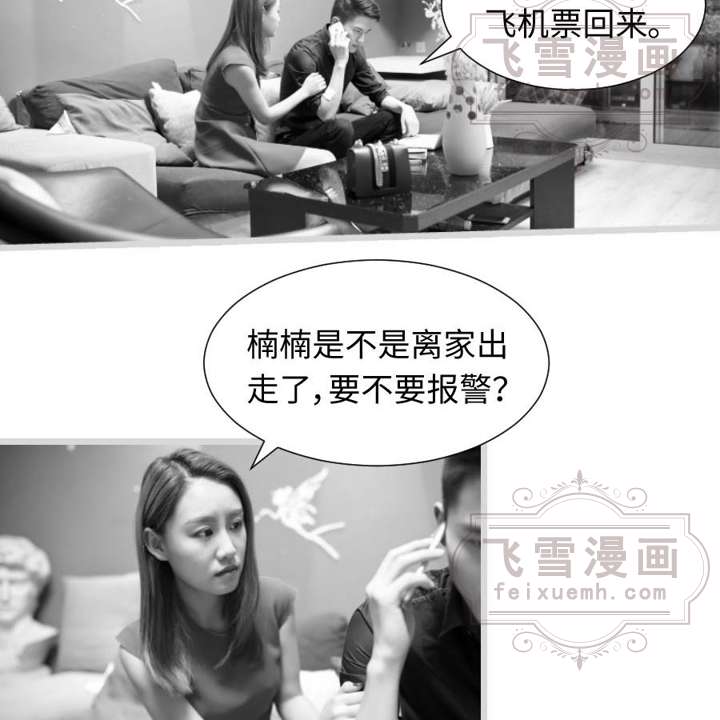 飞机票回来。
飞雪漫画
楠楠是不是离家出
走了，要不要报警？
飞雪漫画
feixuemh.com